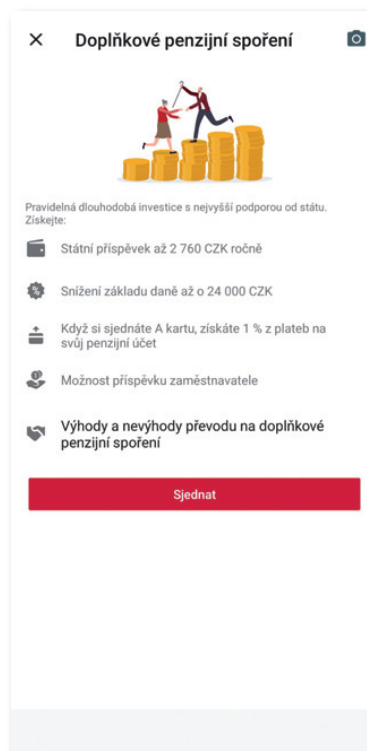 Doplňkové penzijní spoření
Pravidelná dlouhodobá investice s nejvyšší podporou od státu.
Získejte:
Státní příspěvek až 2 760 CZK ročně
Snížení základu daně až o 24 000 CZK
Když si sjednáte A kartu, získáte 1 % z plateb na
svůj penzijní účet
Možnost příspěvku zaměstnavatele
Výhody a nevýhody převodu na doplňkové
penzijní spoření
Sjednat